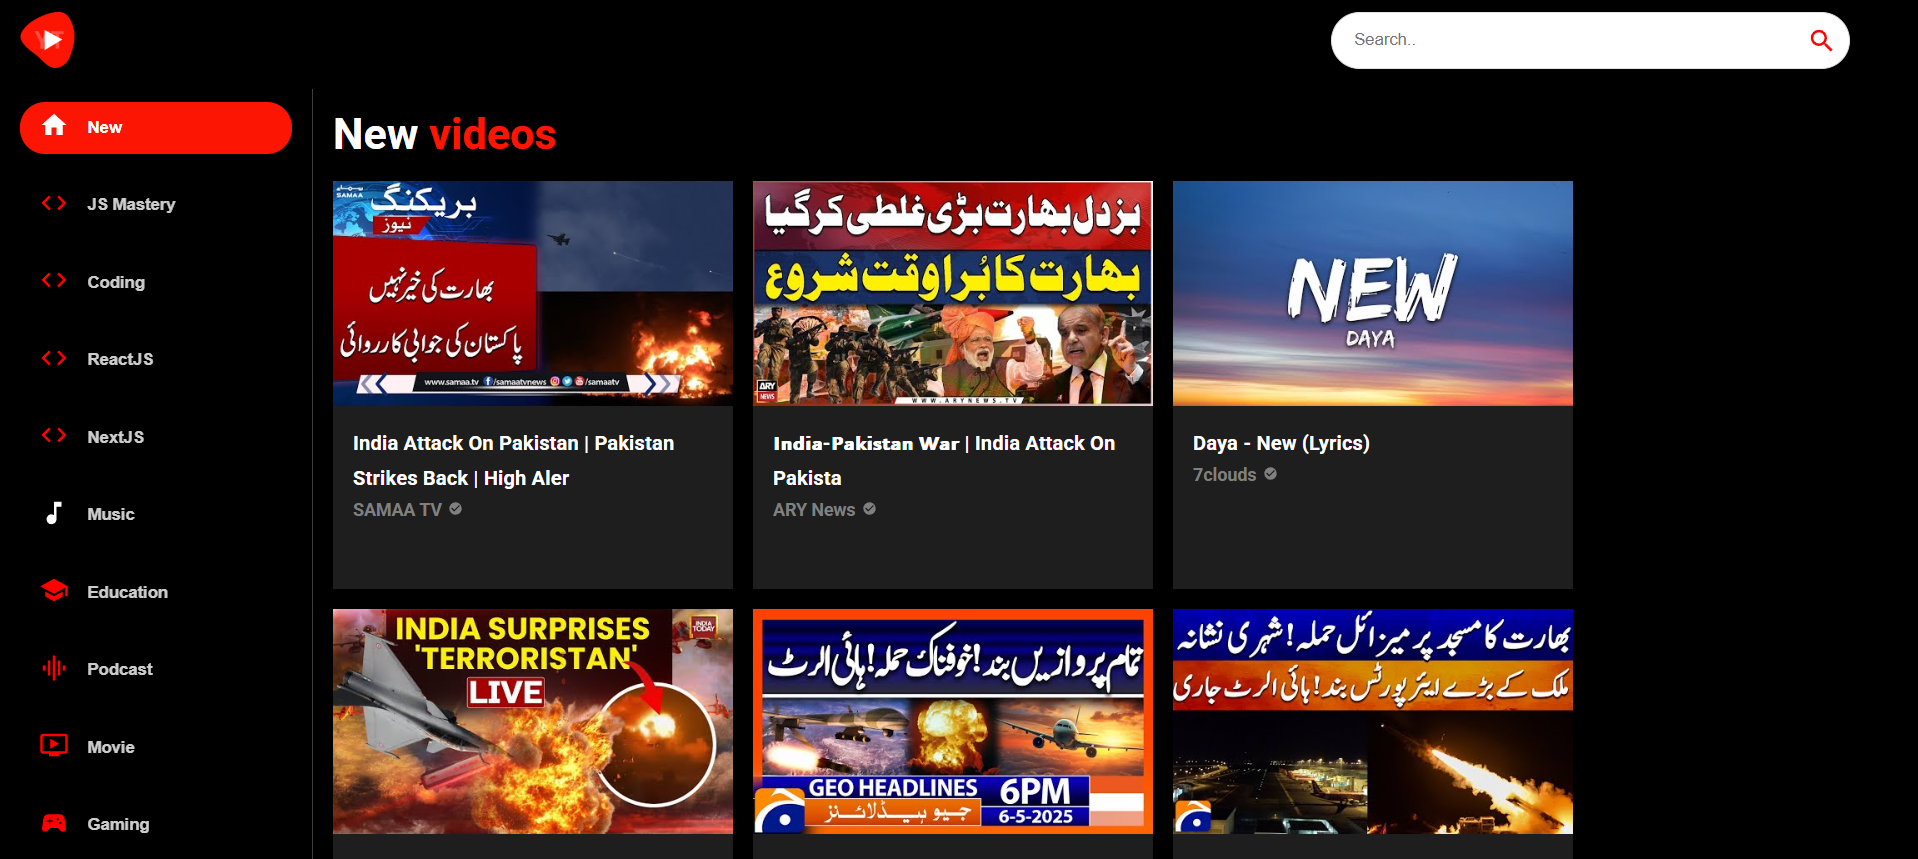 YT
Search..
New
JS Mastery
Coding
ReactJS
NextJS
Music
Education
Podcast
Movie
Gaming
New videos
سماء
SAMAA
بریکنگ
نیوز
بھارت کی خیر نہیں
پاکستان کی جوابی کارروائی
www.samaa.tv /samaatvnews /samaatv
India Attack On Pakistan | Pakistan
Strikes Back | High Aler
SAMAA TV
بزدل بھارت بڑی غلطی کر گیا
بھارت کا بُرا وقت شروع
ARY
NEWS
WWW.ARYNEWS.TV
India-Pakistan War | India Attack On
Pakista
ARY News
NEW
DAYA
Daya - New (Lyrics)
7clouds
INDIA SURPRISES
'TERRORISTAN'
LIVE
INDIA
TODAY
تمام پروازیں بند! خوفناک حملہ! ہائی الرٹ
GEO HEADLINES
جیو ہیڈلائنز
6PM
6-5-2025
بھارت کا مسجد پر میزائل حملہ! شہری نشانہ
ملک کے بڑے ایئرپورٹس بند! ہائی الرٹ جاری